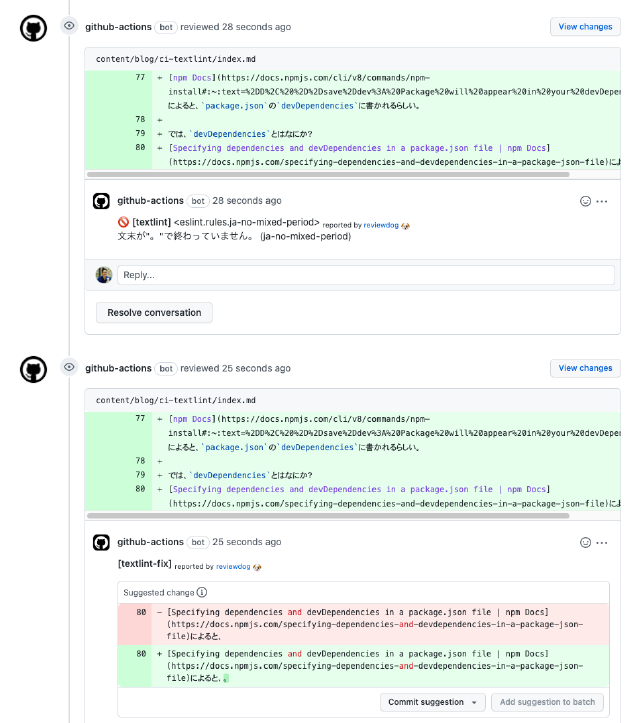 github-actions bot reviewed 28 seconds ago
View changes
content/blog/ci-textlint/index.md
77 + [npm Docs](https://docs.npmjs.com/cli/v8/commands/npm-
install#:~:text=%2DD%2C%20%2D%2Dsave%2Ddev%3A%20Package%20will%20appear%20in%20your%20devDepe
によると、`package.json`の`devDependencies`に書かれるらしい。
78 +
79 + では、`devDependencies`とはなにか？
80 + [Specifying dependencies and devDependencies in a package.json file | npm Docs]
(https://docs.npmjs.com/specifying-dependencies-and-devdependencies-in-a-package-json-file)によ
github-actions bot 28 seconds ago
[textlint] <eslint.rules.ja-no-mixed-period> reported by reviewdog
文末が"。"で終わっていません。 (ja-no-mixed-period)
Reply...
Resolve conversation
github-actions bot reviewed 25 seconds ago
View changes
content/blog/ci-textlint/index.md
77 + [npm Docs](https://docs.npmjs.com/cli/v8/commands/npm-
install#:~:text=%2DD%2C%20%2D%2Dsave%2Ddev%3A%20Package%20will%20appear%20in%20your%20devDepe
によると、`package.json`の`devDependencies`に書かれるらしい。
78 +
79 + では、`devDependencies`とはなにか？
80 + [Specifying dependencies and devDependencies in a package.json file | npm Docs]
(https://docs.npmjs.com/specifying-dependencies-and-devdependencies-in-a-package-json-file)によ
github-actions bot 25 seconds ago
[textlint-fix] reported by reviewdog
Suggested change
80 - [Specifying dependencies and devDependencies in a package.json file | npm Docs]
(https://docs.npmjs.com/specifying-dependencies-and-devdependencies-in-a-package-json-
file)によると、
80 + [Specifying dependencies and devDependencies in a package.json file | npm Docs]
(https://docs.npmjs.com/specifying-dependencies-and-devdependencies-in-a-package-json-
file)によると、。
Commit suggestion
Add suggestion to batch